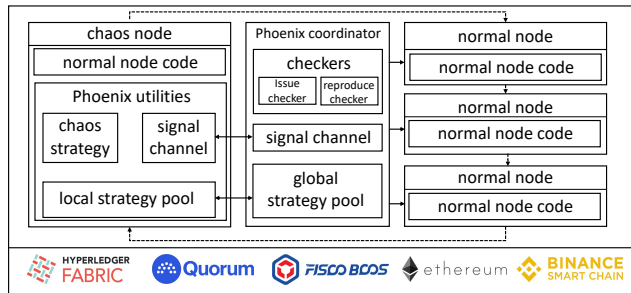 chaos node
normal node code
Phoenix utilities
chaos
strategy
signal
channel
local strategy pool
Phoenix coordinator
checkers
Issue
checker
reproduce
checker
signal channel
global
strategy pool
normal node
normal node code
normal node
normal node code
normal node
normal node code
HYPERLEDGER
FABRIC
Quorum
FISCO BCOS
ethereum
BINANCE
SMART CHAIN